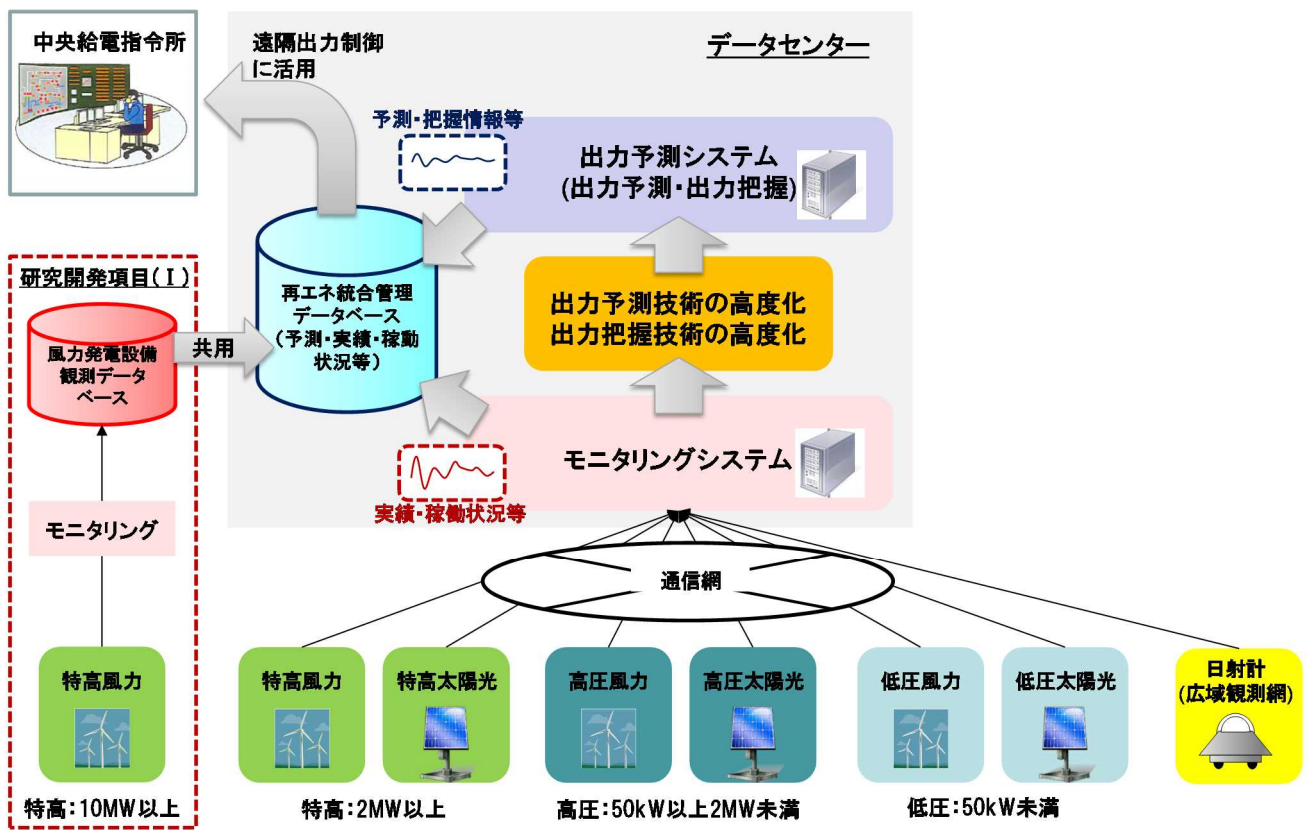 中央給電指令所
遠隔出力制御
に活用
データセンター
予測・把握情報等
出力予測システム
(出力予測・出力把握)
研究開発項目(Ⅰ)
風力発電設備
観測データ
ベース
共用
再エネ統合管理
データベース
(予測・実績・稼動
状況等)
出力予測技術の高度化
出力把握技術の高度化
モニタリングシステム
実績・稼働状況等
モニタリング
通信網
特高風力
特高風力
特高太陽光
高圧風力
高圧太陽光
低圧風力
低圧太陽光
日射計
(広域観測網)
特高:10MW以上
特高:2MW以上
高圧:50kW以上2MW未満
低圧:50kW未満